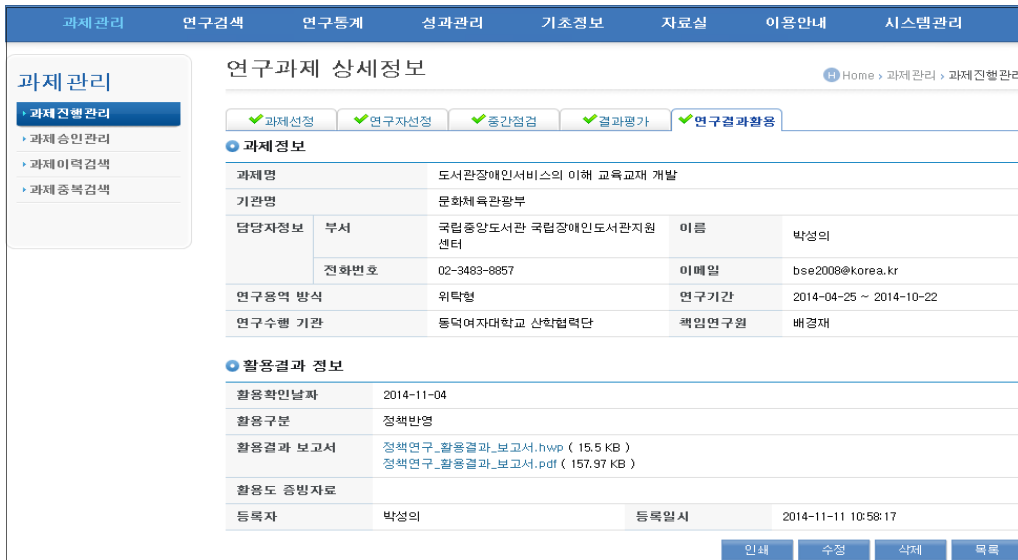 과제관리 연구검색 연구통계 성과관리 기초정보 자료실 이용안내 시스템관리
과제관리
과제진행관리
과제승인관리
과제이력검색
과제중복검색
연구과제 상세정보
H Home > 과제관리 > 과제진행관리
과제선정 연구자선정 중간점검 결과평가 연구결과활용
과제정보
과제명 도서관장애인서비스의 이해 교육교재 개발
기관명 문화체육관광부
담당자정보 부서 국립중앙도서관 국립장애인도서관지원
센터 이름 박성의
전화번호 02-3483-8857 이메일 bse2008@korea.kr
연구용역 방식 위탁형 연구기간 2014-04-25 ~ 2014-10-22
연구수행 기관 동덕여자대학교 산학협력단 책임연구원 배경재
활용결과 정보
활용확인날짜 2014-11-04
활용구분 정책반영
활용결과 보고서 정책연구_활용결과_보고서.hwp ( 15.5 KB )
정책연구_활용결과_보고서.pdf ( 157.97 KB )
활용도 증빙자료
등록자 박성의 등록일시 2014-11-11 10:58:17
인쇄 수정 삭제 목록